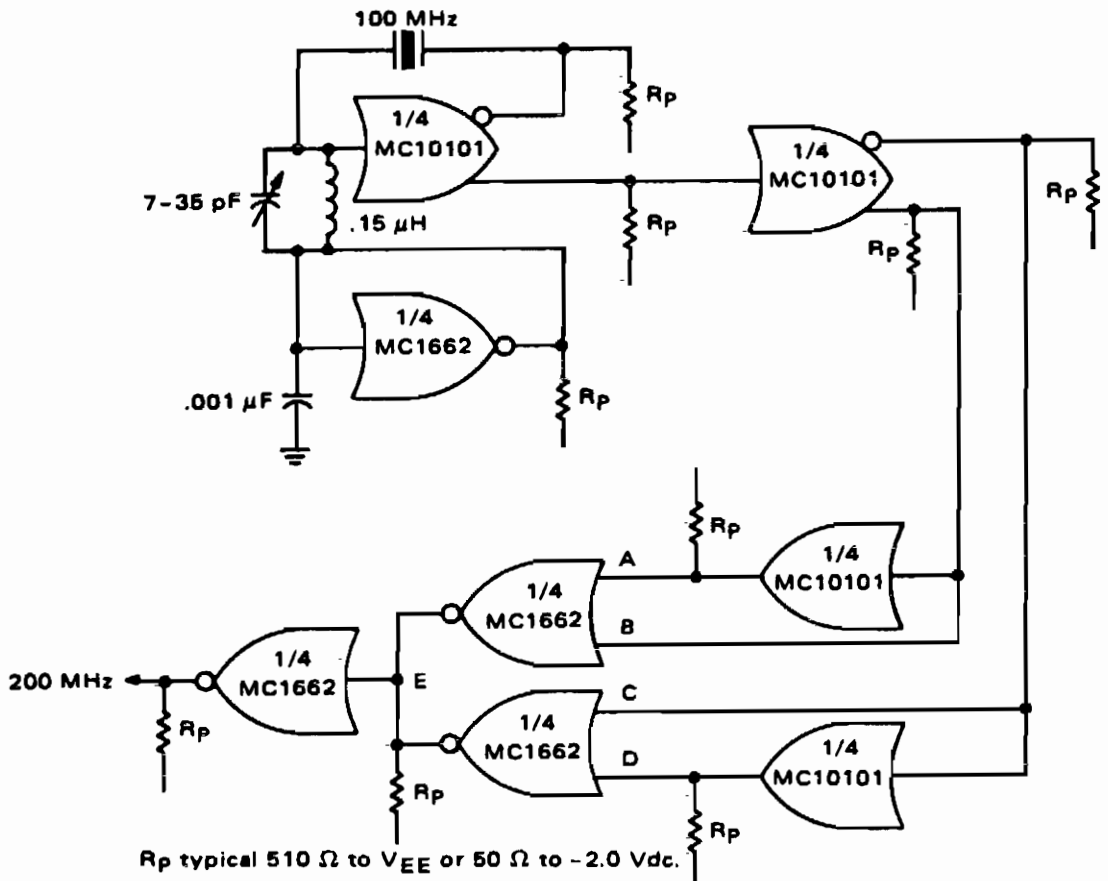 100 MHz
RP
1/4
MC10101
7-35 pF
.15 μH
RP
1/4
MC10101
RP
RP
1/4
MC1662
.001 μF
RP
RP
A
1/4
MC10101
1/4
MC1662
B
200 MHz
1/4
MC1662
E
C
RP
1/4
MC1662
D
1/4
MC10101
RP
RP
RP typical 510 Ω to VEE or 50 Ω to -2.0 Vdc.